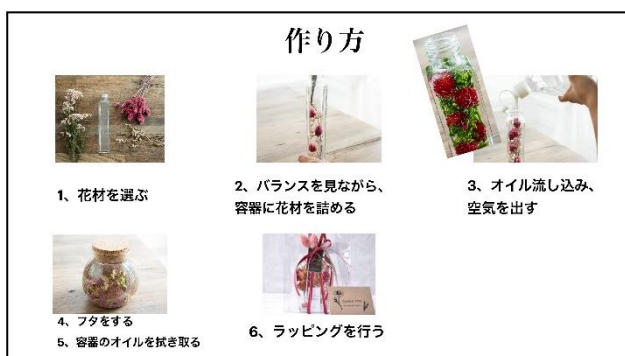 作り方
1、花材を選ぶ
2、バランスを見ながら、
容器に花材を詰める
3、オイル流し込み、
空気を出す
4、フタをする
5、容器のオイルを拭き取る
6、ラッピングを行う